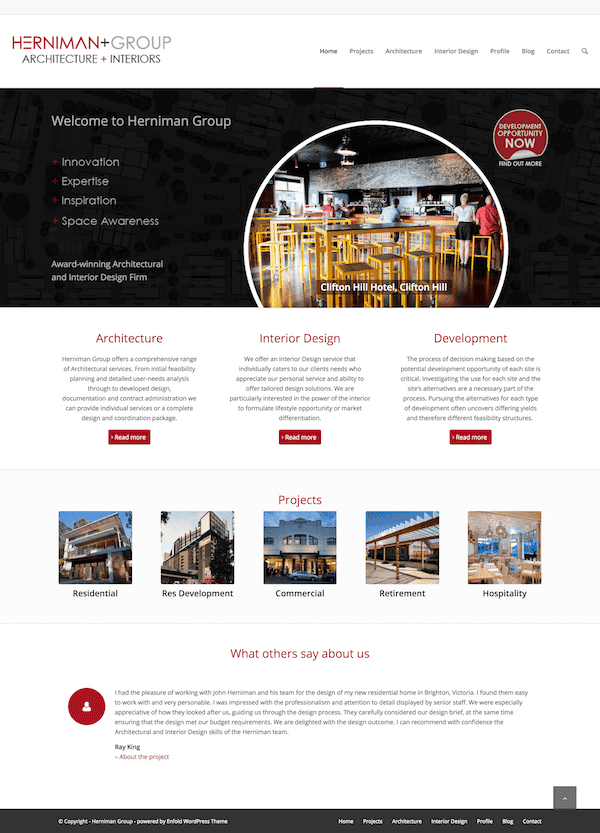 HERNIMAN+GROUP
ARCHITECTURE + INTERIORS
Home Projects Architecture Interior Design Profile Blog Contact
Welcome to Herniman Group
+ Innovation
+ Expertise
+ Inspiration
+ Space Awareness
Award-winning Architectural
and Interior Design Firm
DEVELOPMENT
OPPORTUNITY
NOW
FIND OUT MORE
Clifton Hill Hotel, Clifton Hill
Architecture
Herniman Group offers a comprehensive range
of Architectural services. From initial feasibility
planning and detailed user-needs analysis
through to developed design,
documentation and contract administration we
can provide individual services or a complete
design and coordination package.
› Read more
Interior Design
We offer an Interior Design service that
individually caters to our clients needs who
appreciate our personal service and ability to
offer tailored design solutions. We are
particularly interested in the power of the interior
to formulate lifestyle opportunity or market
differentiation.
› Read more
Development
The process of decision making based on the
potential development opportunity of each site is
critical. Investigating the use for each site and the
site's alternatives are a necessary part of the
process. Pursuing the alternatives for each type
of development often uncovers differing yields
and therefore different feasibility structures.
› Read more
Projects
Residential
Res Development
Commercial
Retirement
Hospitality
What others say about us
I had the pleasure of working with John Herniman and his team for the design of my new residential home in Brighton, Victoria. I found them easy
to work with and very personable. I was impressed with the professionalism and attention to detail displayed by senior staff. We were especially
appreciative of how they looked after us, guiding us through the design process. They carefully considered our design brief, at the same time
ensuring that the design met our budget requirements. We are delighted with the design outcome. I can recommend with confidence the
Architectural and Interior Design skills of the Herniman team.
Ray King
– About the project
© Copyright - Herniman Group - powered by Enfold WordPress Theme
Home Projects Architecture Interior Design Profile Blog Contact